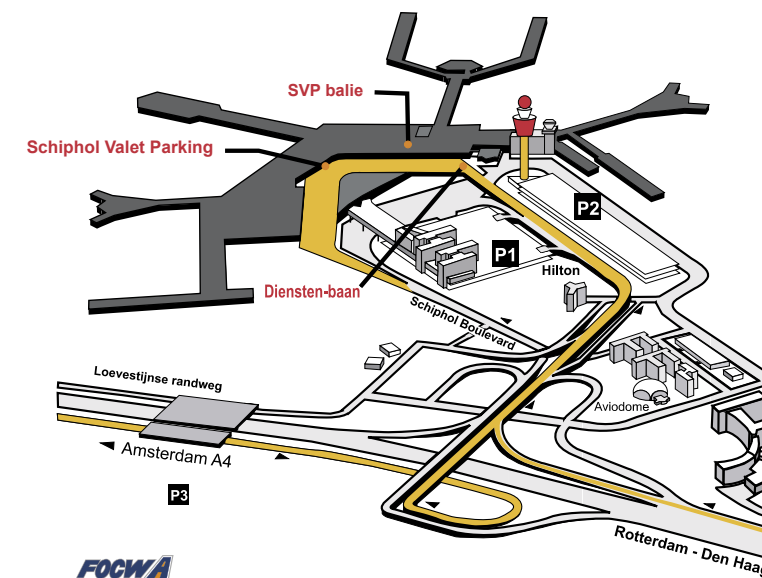 SVP balie
Schiphol Valet Parking
P2
P1
Hilton
Diensten-baan
Schiphol Boulevard
Loevestijnse randweg
Aviodome
Amsterdam A4
P3
Rotterdam - Den Haag
FOCWA